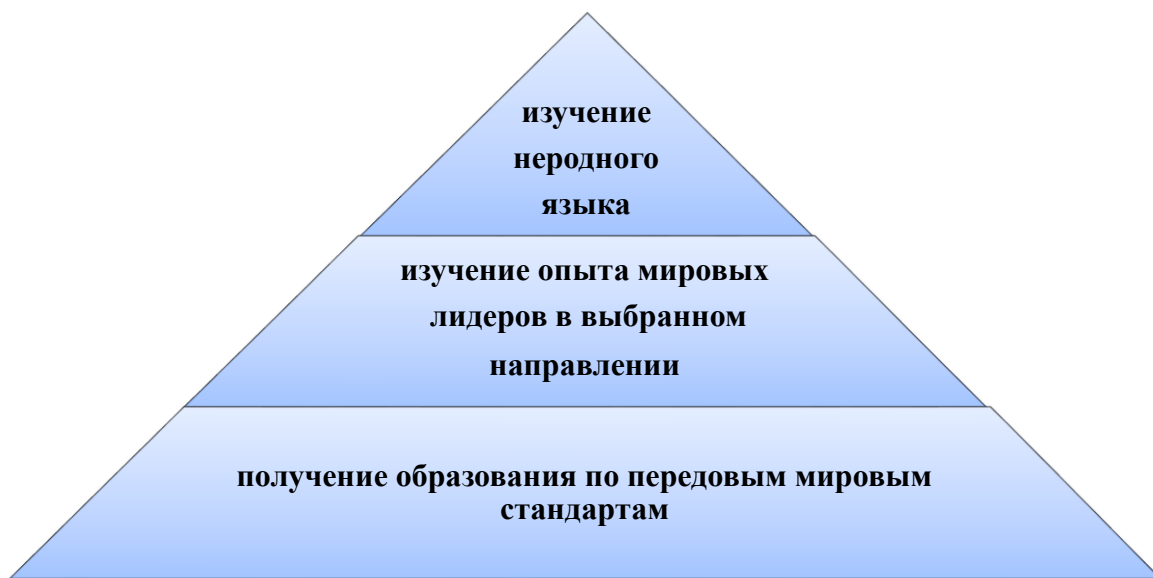 изучение
неродного
языка
изучение опыта мировых
лидеров в выбранном
направлении
получение образования по передовым мировым
стандартам